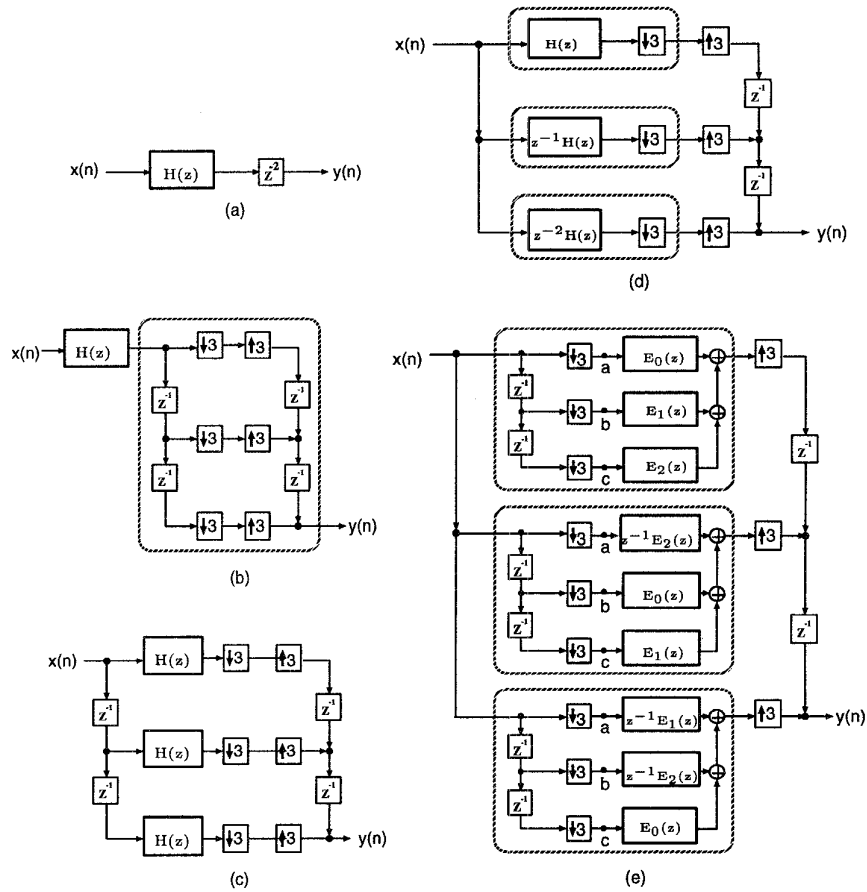 x(n) H(z) z⁻² y(n)
(a)
x(n) H(z) ↓3 ↑3
z⁻¹ z⁻¹
↓3 ↑3
z⁻¹ z⁻¹
↓3 ↑3 y(n)
(b)
x(n) H(z) ↓3 ↑3
z⁻¹ z⁻¹
H(z) ↓3 ↑3
z⁻¹ z⁻¹
H(z) ↓3 ↑3 y(n)
(c)
x(n) H(z) ↓3 ↑3
z⁻¹
z⁻¹H(z) ↓3 ↑3
z⁻¹
z⁻²H(z) ↓3 ↑3 y(n)
(d)
x(n) ↓3 a E₀(z) ↑3
z⁻¹
↓3 b E₁(z)
z⁻¹ z⁻¹
↓3 c E₂(z)
↓3 a z⁻¹E₂(z) ↑3
z⁻¹
↓3 b E₀(z)
z⁻¹ z⁻¹
↓3 c E₁(z)
↓3 a z⁻¹E₁(z) ↑3 y(n)
z⁻¹
↓3 b z⁻¹E₂(z)
z⁻¹
↓3 c E₀(z)
(e)